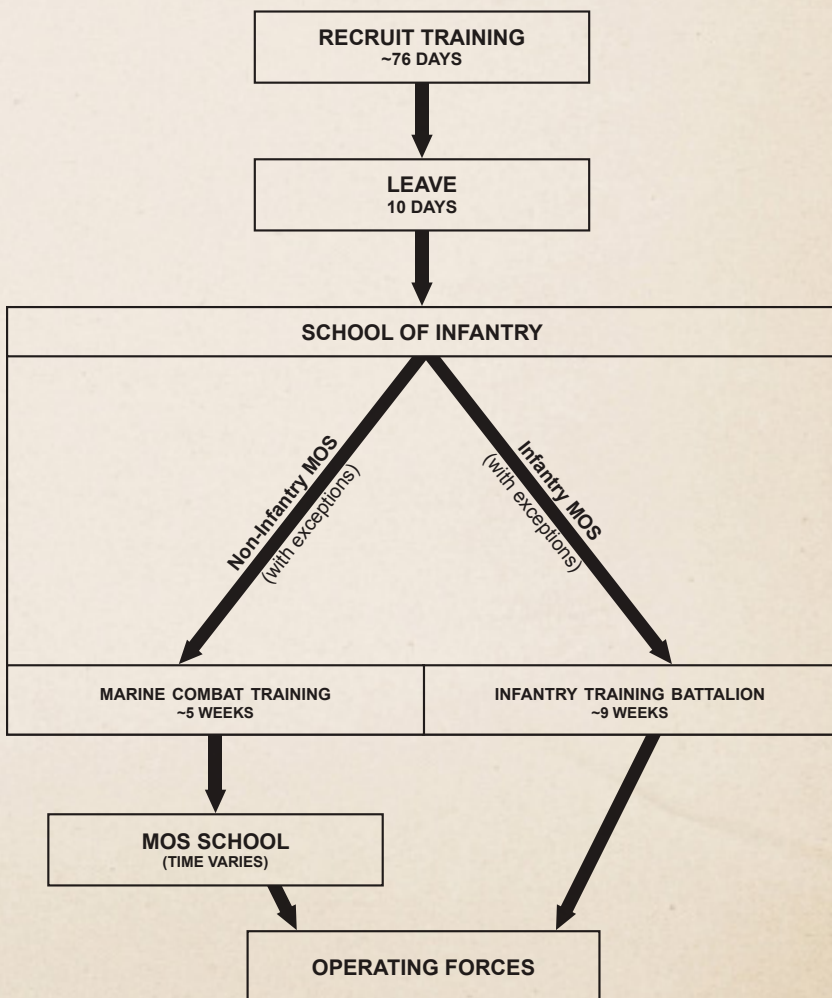 RECRUIT TRAINING
~76 DAYS
LEAVE
10 DAYS
SCHOOL OF INFANTRY
Non-Infantry MOS
(with exceptions)
Infantry MOS
(with exceptions)
MARINE COMBAT TRAINING
~5 WEEKS
INFANTRY TRAINING BATTALION
~9 WEEKS
MOS SCHOOL
(TIME VARIES)
OPERATING FORCES